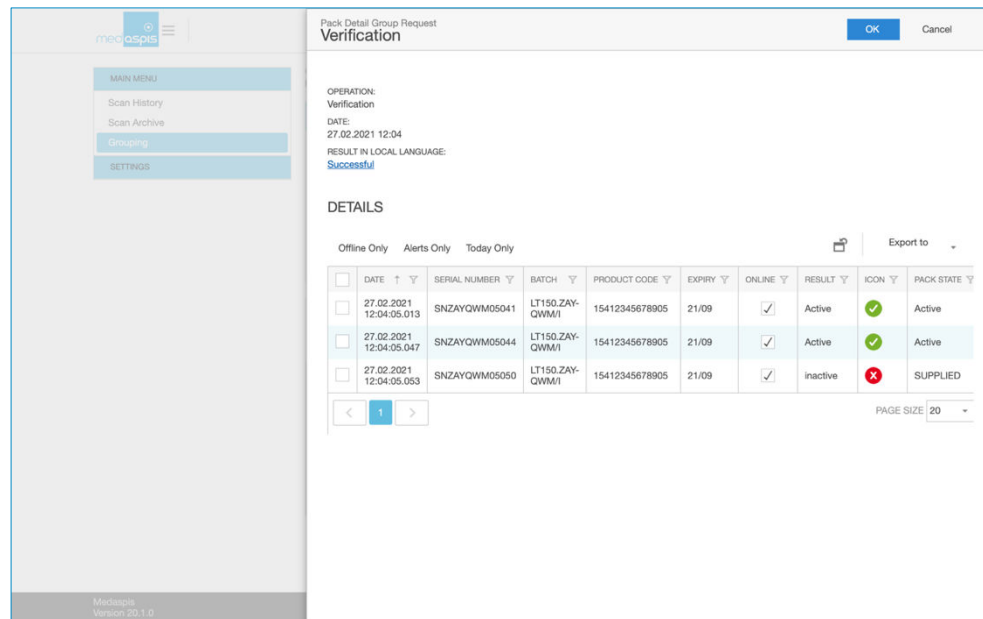 medaspis
MAIN MENU
Scan History
Scan Archive
Grouping
SETTINGS
Medaspis
Version 20.1.0
Pack Detail Group Request
Verification
OK Cancel
OPERATION:
Verification
DATE:
27.02.2021 12:04
RESULT IN LOCAL LANGUAGE:
Successful
DETAILS
Offline Only Alerts Only Today Only Export to
DATE SERIAL NUMBER BATCH PRODUCT CODE EXPIRY ONLINE RESULT ICON PACK STATE
27.02.2021
12:04:05.013 SNZAYQWM05041 LT150.ZAY-
QWM/I 15412345678905 21/09 Active Active
27.02.2021
12:04:05.047 SNZAYQWM05044 LT150.ZAY-
QWM/I 15412345678905 21/09 Active Active
27.02.2021
12:04:05.053 SNZAYQWM05050 LT150.ZAY-
QWM/I 15412345678905 21/09 inactive SUPPLIED
1 PAGE SIZE 20